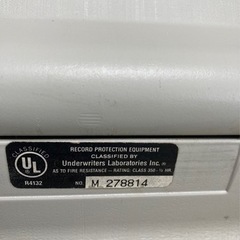 CLASSIFIED
UL
R4132
RECORD PROTECTION EQUIPMENT
CLASSIFIED BY
Underwriters Laboratories Inc.®
AS TO FIRE RESISTANCE – RATING: CLASS 350 - ½ HR.
NO. M 278814